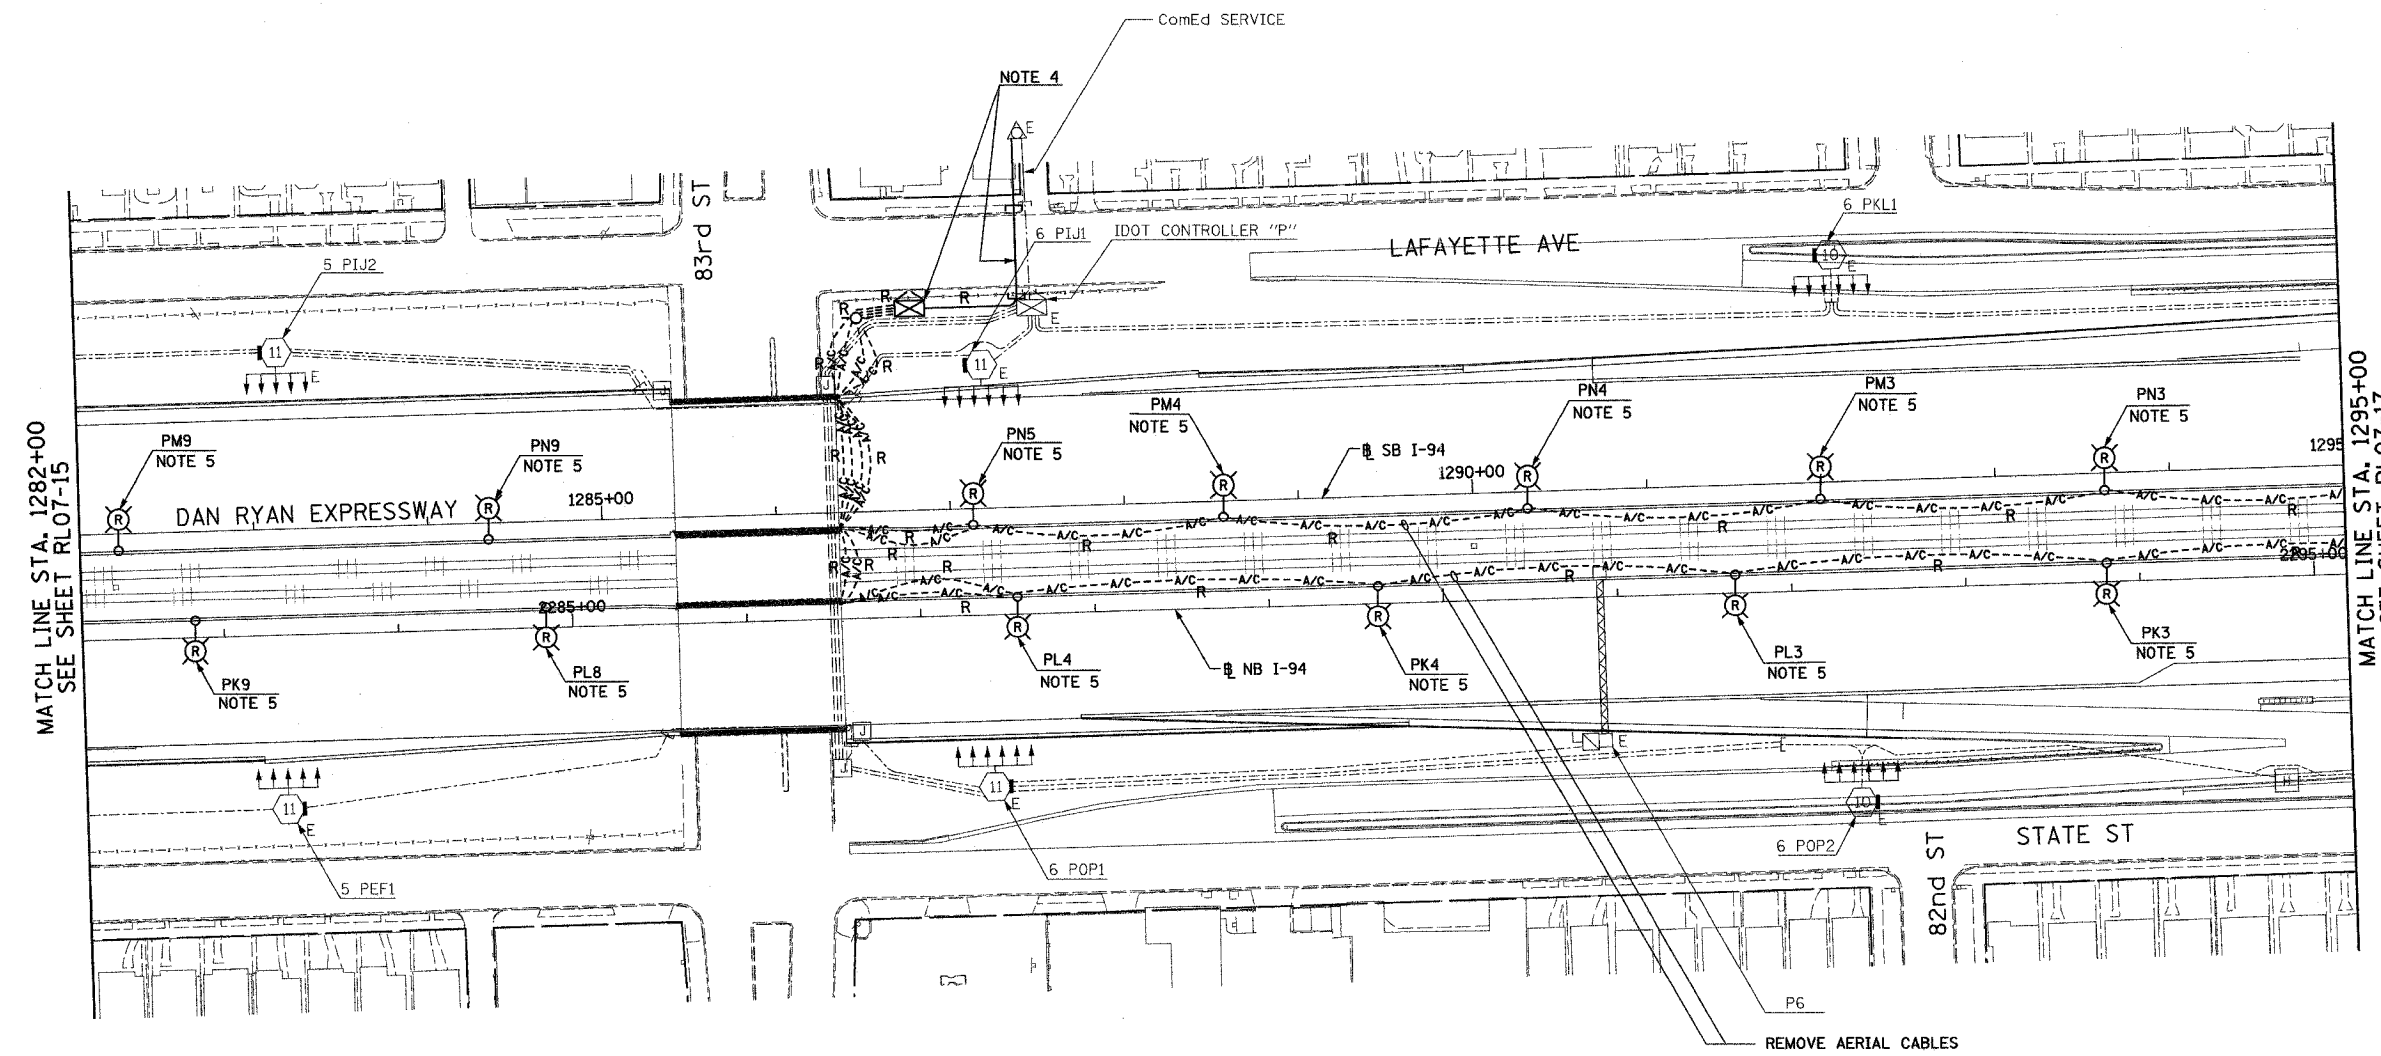 ComEd SERVICE
NOTE 4
E
83rd ST
6 PIJ1
IDOT CONTROLLER "P"
LAFAYETTE AVE
6 PKL1
10
E
5 PIJ2
11
E
R
R
R
E
11
E
R
R
A/C
MATCH LINE STA. 1282+00
SEE SHEET RL07-15
PM9
NOTE 5
PN9
NOTE 5
PN5
NOTE 5
PM4
NOTE 5
PN4
NOTE 5
PM3
NOTE 5
PN3
NOTE 5
MATCH LINE STA. 1295+00
DAN RYAN EXPRESSWAY
1285+00
B SB I-94
1290+00
1295
R
R
R
R
R
R
R
A/C
A/C
A/C
A/C
A/C
A/C
R
R
R
R
R
2285+00
2295+00
R
R
R
R
R
R
PK9
NOTE 5
PL8
NOTE 5
PL4
NOTE 5
B NB I-94
PK4
NOTE 5
PL3
NOTE 5
PK3
NOTE 5
J
J
E
11
E
11
E
10
H
5 PEF1
6 POP1
6 POP2
82nd ST
STATE ST
P6
REMOVE AERIAL CABLES